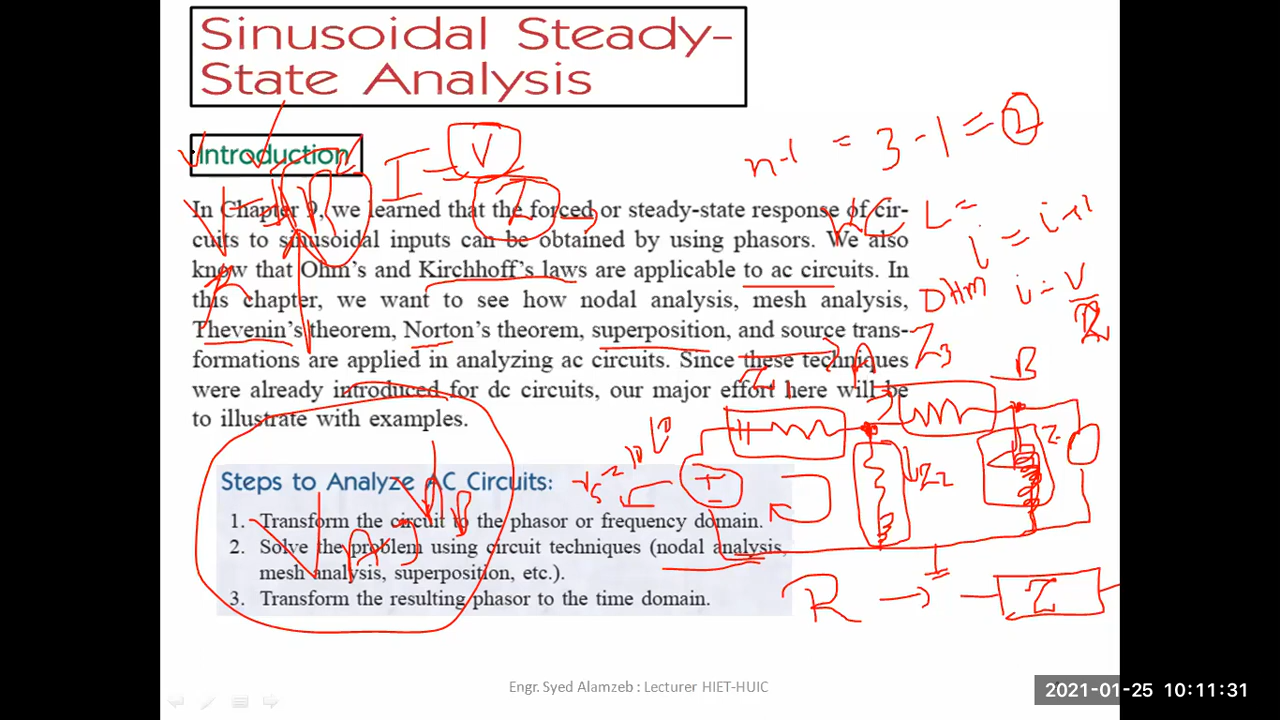 Sinusoidal Steady-
State Analysis
n-1 = 3-1 = 2
Introduction
I = V
Z
In Chapter 9, we learned that the forced or steady-state response of cir-
cuits to sinusoidal inputs can be obtained by using phasors. We also
know that Ohm's and Kirchhoff's laws are applicable to ac circuits. In
this chapter, we want to see how nodal analysis, mesh analysis,
Thevenin's theorem, Norton's theorem, superposition, and source trans-
formations are applied in analyzing ac circuits. Since these techniques
were already introduced for dc circuits, our major effort here will be
to illustrate with examples.
KCL
OHM
Z3
A
B
Z2
Steps to Analyze AC Circuits:
1. Transform the circuit to the phasor or frequency domain.
2. Solve the problem using circuit techniques (nodal analysis,
mesh analysis, superposition, etc.).
3. Transform the resulting phasor to the time domain.
VA, VB
R → Z
Engr. Syed Alamzeb : Lecturer HIET-HUIC
2021-01-25 10:11:31